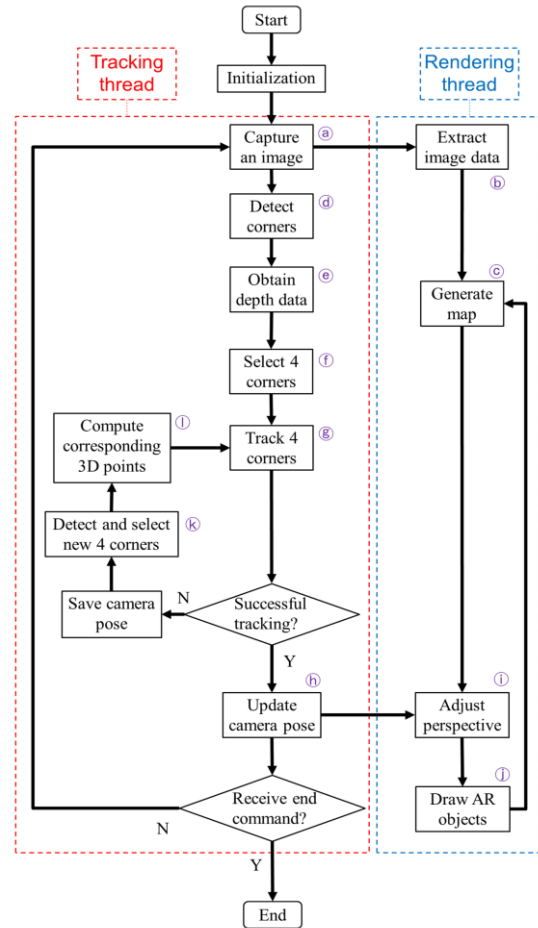 Start
Tracking
thread
Rendering
thread
Initialization
Capture
an image
ⓐ
Extract
image data
ⓑ
Detect
corners
ⓓ
Obtain
depth data
ⓔ
Generate
map
ⓒ
Select 4
corners
ⓕ
Compute
corresponding
3D points
ⓛ
Track 4
corners
ⓖ
Detect and select
new 4 corners
ⓚ
Save camera
pose
N
Successful
tracking?
Y
Update
camera pose
ⓗ
Adjust
perspective
ⓘ
Receive end
command?
N
Y
Draw AR
objects
ⓙ
End